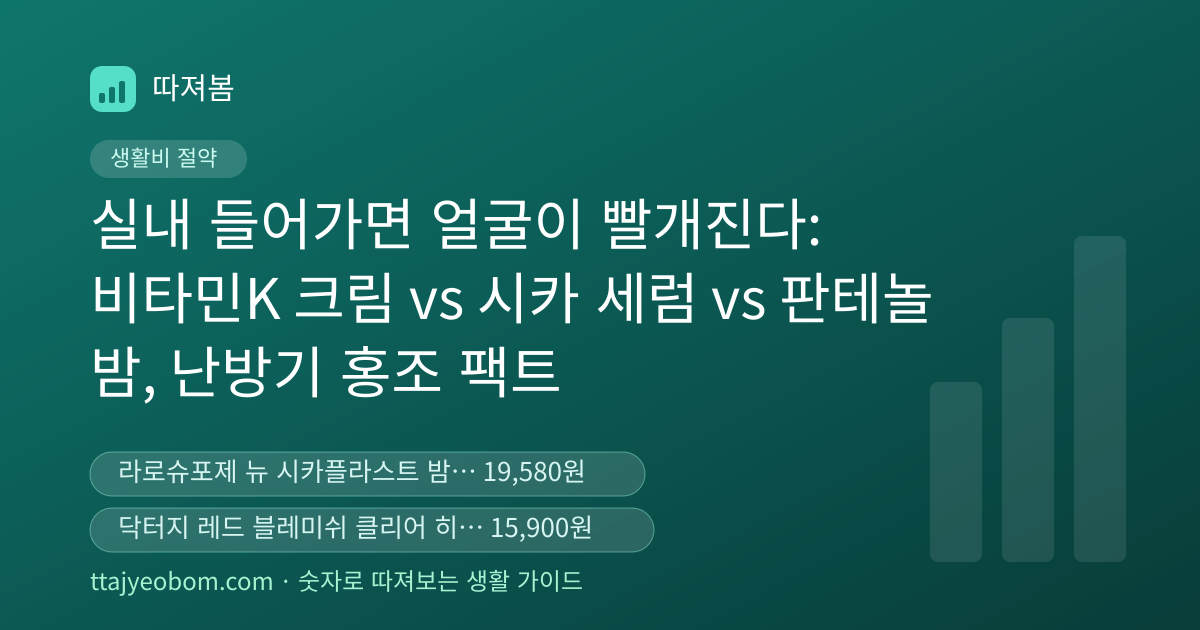 따져봄
생활비 절약
실내 들어가면 얼굴이 빨개진다:
비타민K 크림 vs 시카 세럼 vs 판테놀
밤, 난방기 홍조 팩트
라로슈포제 뉴 시카플라스트 밤… 19,580원
닥터지 레드 블레미쉬 클리어 히… 15,900원
ttajyeobom.com · 숫자로 따져보는 생활 가이드